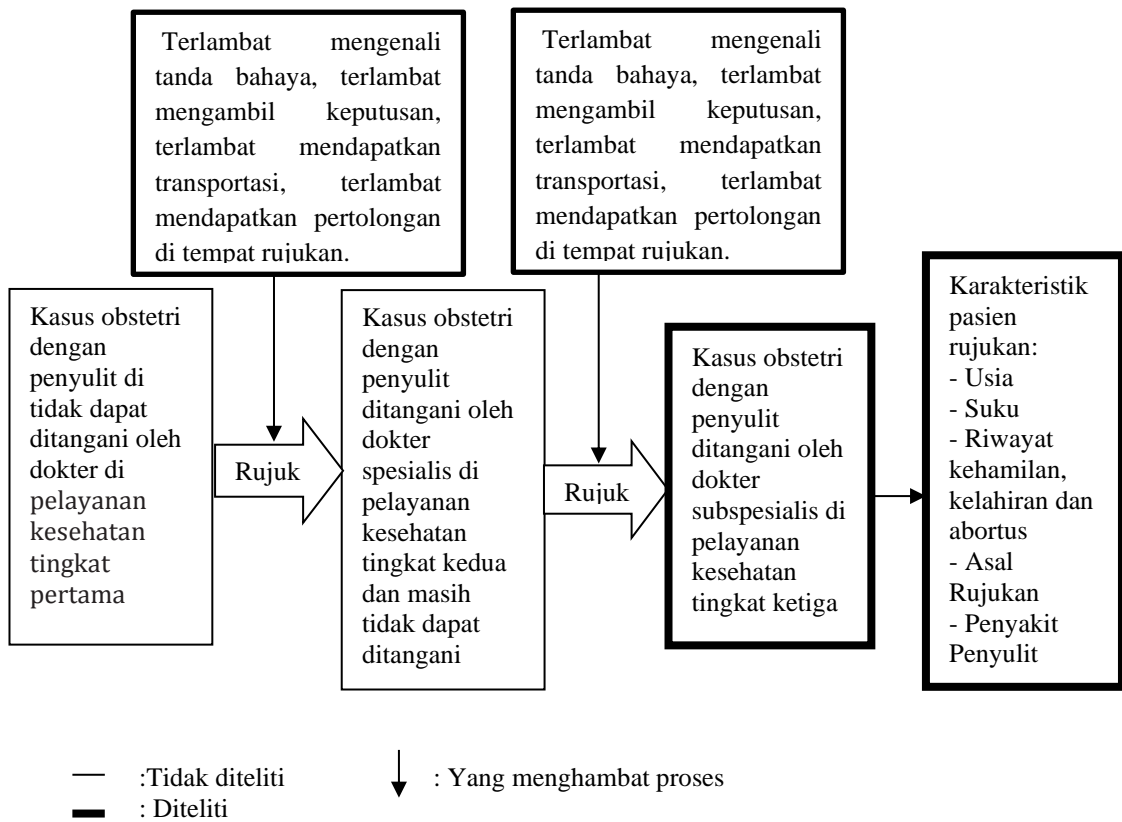 Terlambat mengenali
tanda bahaya, terlambat
mengambil keputusan,
terlambat mendapatkan
transportasi, terlambat
mendapatkan pertolongan
di tempat rujukan.
Terlambat mengenali
tanda bahaya, terlambat
mengambil keputusan,
terlambat mendapatkan
transportasi, terlambat
mendapatkan pertolongan
di tempat rujukan.
Kasus obstetri
dengan
penyulit di
tidak dapat
ditangani oleh
dokter di
pelayanan
kesehatan
tingkat
pertama
Rujuk
Kasus obstetri
dengan
penyulit
ditangani oleh
dokter
spesialis di
pelayanan
kesehatan
tingkat kedua
dan masih
tidak dapat
ditangani
Rujuk
Kasus obstetri
dengan
penyulit
ditangani oleh
dokter
subspesialis di
pelayanan
kesehatan
tingkat ketiga
Karakteristik
pasien
rujukan:
- Usia
- Suku
- Riwayat
kehamilan,
kelahiran dan
abortus
- Asal
Rujukan
- Penyakit
Penyulit
:Tidak diteliti
: Diteliti
: Yang menghambat proses